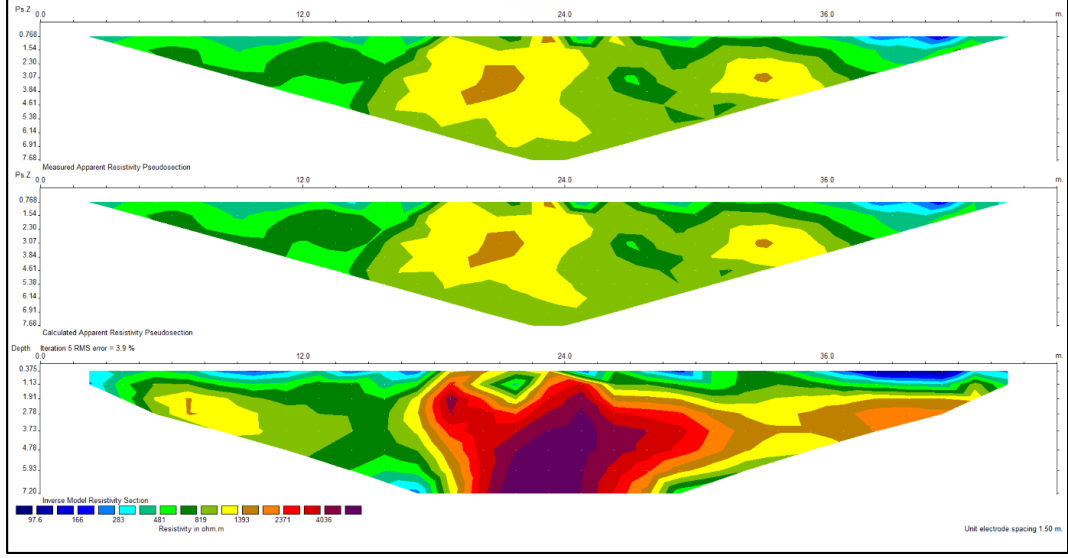 Ps.Z 0.0 12.0 24.0 36.0 m.
0.768
1.54
2.30
3.07
3.84
4.61
5.38
6.14
6.91
7.68
Measured Apparent Resistivity Pseudosection
Ps.Z 0.0 12.0 24.0 36.0 m.
0.768
1.54
2.30
3.07
3.84
4.61
5.38
6.14
6.91
7.68
Calculated Apparent Resistivity Pseudosection
Depth Iteration 5 RMS error = 3.9 %
0.0 12.0 24.0 36.0 m.
0.375
1.13
1.91
2.78
3.73
4.78
5.93
7.20
Inverse Model Resistivity Section
97.6 166 283 481 819 1393 2371 4036
Resistivity in ohm.m
Unit electrode spacing 1.50 m.